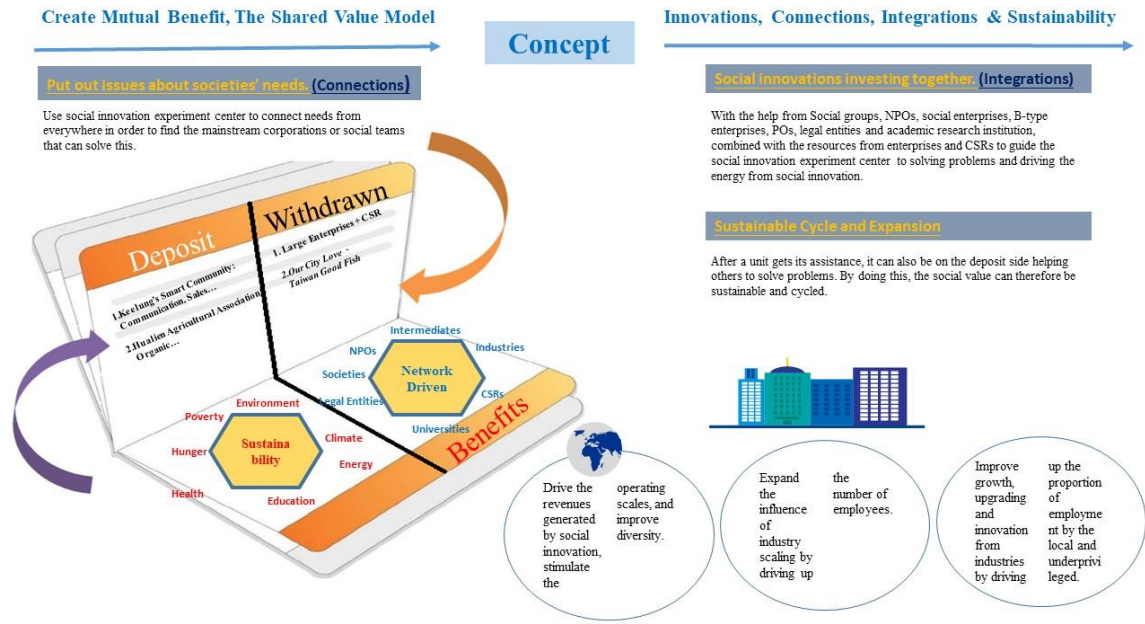 Create Mutual Benefit, The Shared Value Model
Concept
Innovations, Connections, Integrations & Sustainability
Put out issues about societies' needs. (Connections)
Use social innovation experiment center to connect needs from
everywhere in order to find the mainstream corporations or social teams
that can solve this.
Deposit
Withdrawn
1.Keelung's Smart Community:
Communication, Sales...
2.Hualien Agricultural Association
Organic...
1. Large Enterprises + CSR
2.Our City Love、
Taiwan Good Fish
Intermediates
NPOs
Industries
Societies
Network
Driven
Legal Entities
CSRs
Universities
Environment
Poverty
Climate
Hunger
Sustaina
bility
Energy
Health
Education
Benefits
Social innovations investing together. (Integrations)
With the help from Social groups, NPOs, social enterprises, B-type
enterprises, POs, legal entities and academic research institution,
combined with the resources from enterprises and CSRs to guide the
social innovation experiment center to solving problems and driving the
energy from social innovation.
Sustainable Cycle and Expansion
After a unit gets its assistance, it can also be on the deposit side helping
others to solve problems. By doing this, the social value can therefore be
sustainable and cycled.
Drive the
revenues
generated
by social
innovation,
stimulate
the
operating
scales, and
improve
diversity.
Expand
the
influence
of
industry
scaling by
driving up
the
number of
employees.
Improve
growth,
upgrading
and
innovation
from
industries
by driving
up the
proportion
of
employme
nt by the
local and
underprivi
leged.